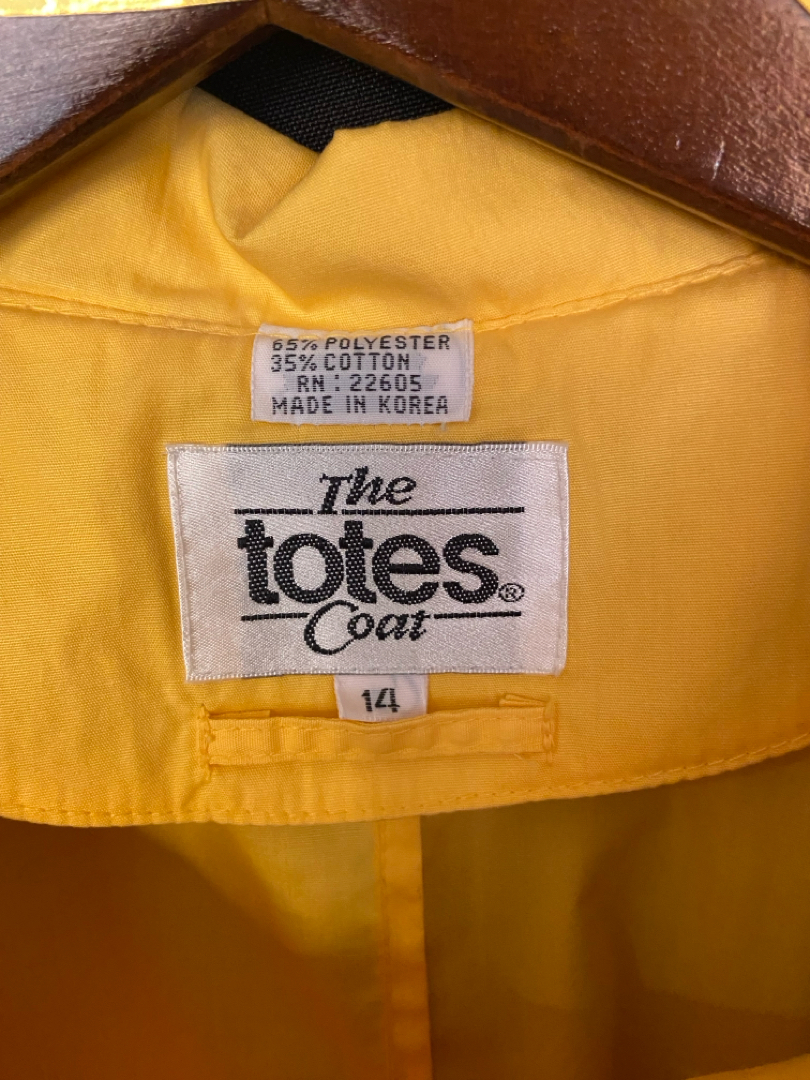 65% POLYESTER
35% COTTON
RN : 22605
MADE IN KOREA
The
totes®
Coat
14